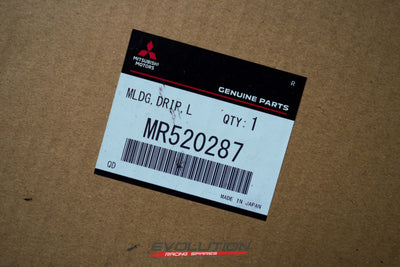 MITSUBISHI
MOTORS
R
GENUINE PARTS
MLDG,DRIP,L
QTY: 1
MR520287
QD
MADE IN JAPAN
EVOLUTION
RACING SPARES